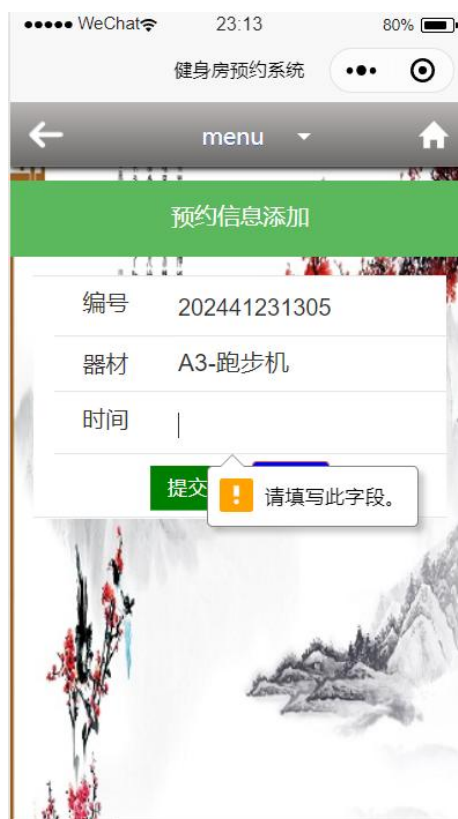 WeChat 23:13 80%
健身房预约系统
menu
预约信息添加
编号 202441231305
器材 A3-跑步机
时间
提交
请填写此字段。